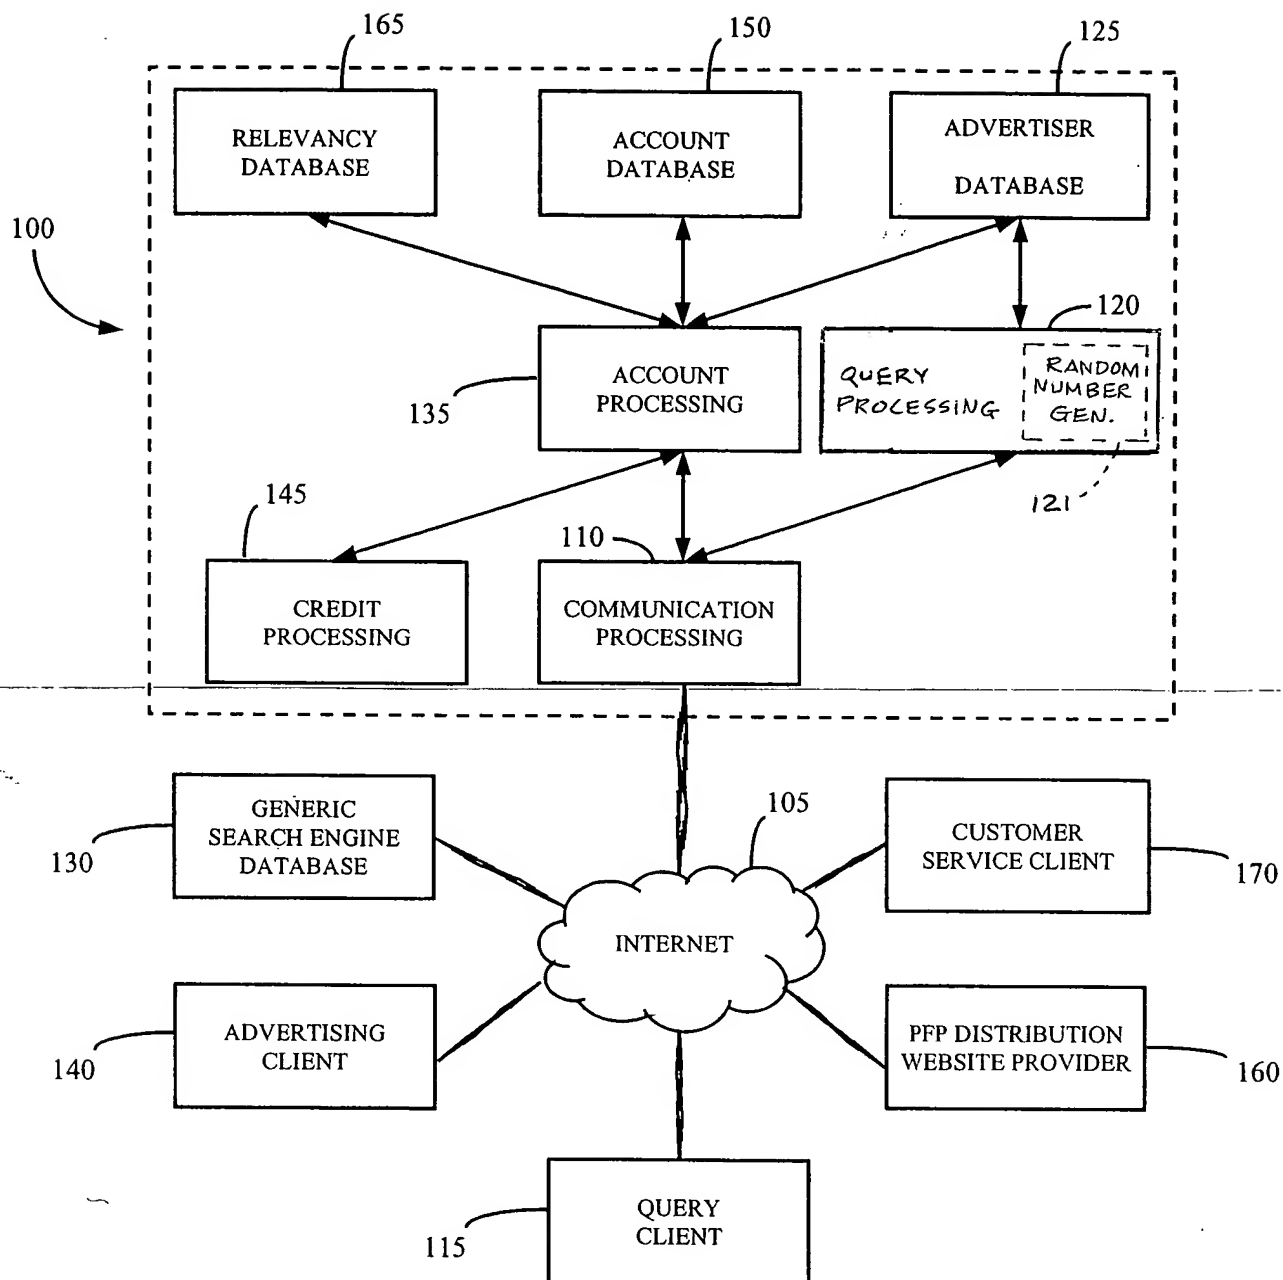 165
150
125
RELEVANCY
DATABASE
ACCOUNT
DATABASE
ADVERTISER
DATABASE
100
120
ACCOUNT
PROCESSING
QUERY
PROCESSING
RANDOM
NUMBER
GEN.
135
121
145
110
CREDIT
PROCESSING
COMMUNICATION
PROCESSING
GENERIC
SEARCH ENGINE
DATABASE
130
105
CUSTOMER
SERVICE CLIENT
170
INTERNET
ADVERTISING
CLIENT
140
PFP DISTRIBUTION
WEBSITE PROVIDER
160
QUERY
CLIENT
115